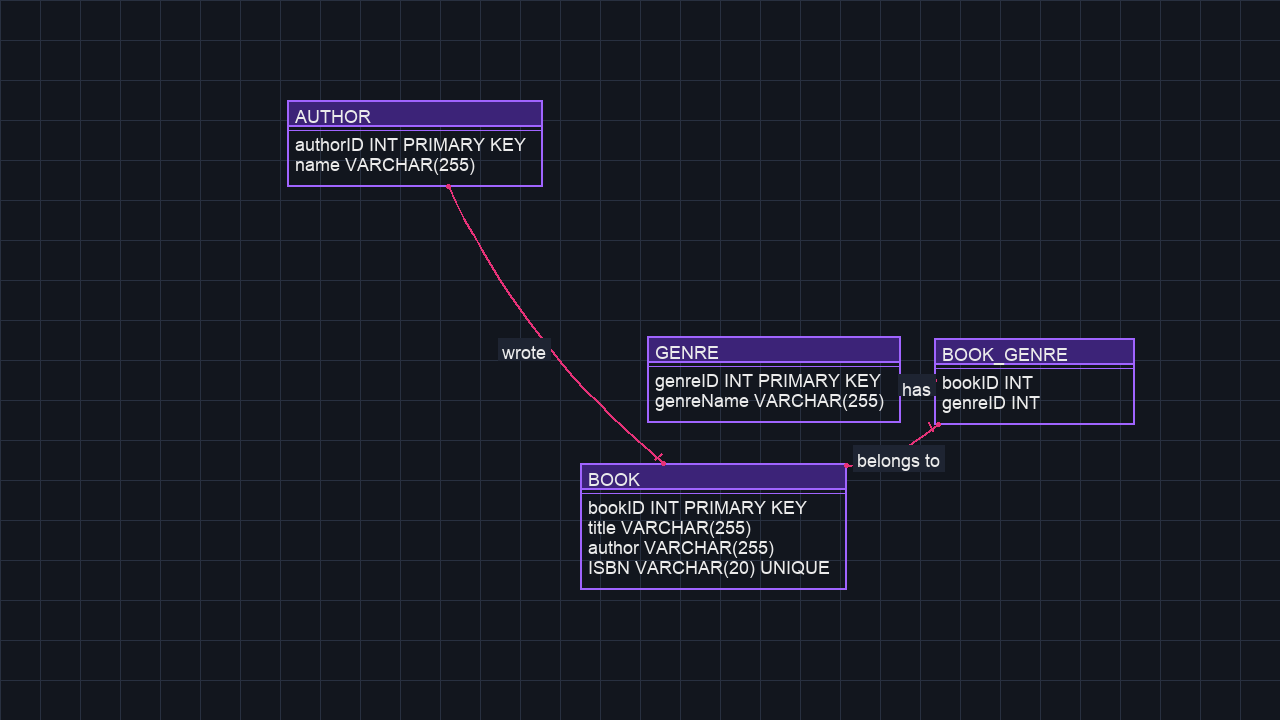 AUTHOR
authorID INT PRIMARY KEY
name VARCHAR(255)
wrote
GENRE
genreID INT PRIMARY KEY
genreName VARCHAR(255)
has
BOOK_GENRE
bookID INT
genreID INT
belongs to
BOOK
bookID INT PRIMARY KEY
title VARCHAR(255)
author VARCHAR(255)
ISBN VARCHAR(20) UNIQUE